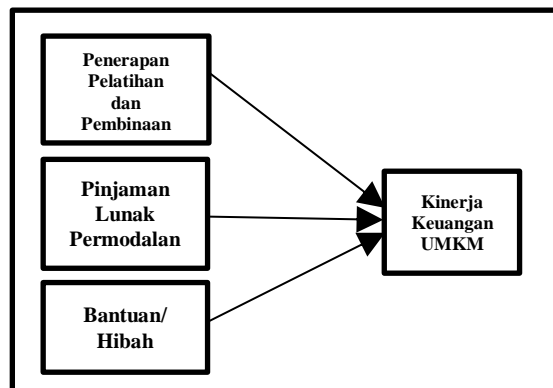 Penerapan
Pelatihan
dan
Pembinaan
Pinjaman
Lunak
Permodalan
Bantuan/
Hibah
Kinerja
Keuangan
UMKM